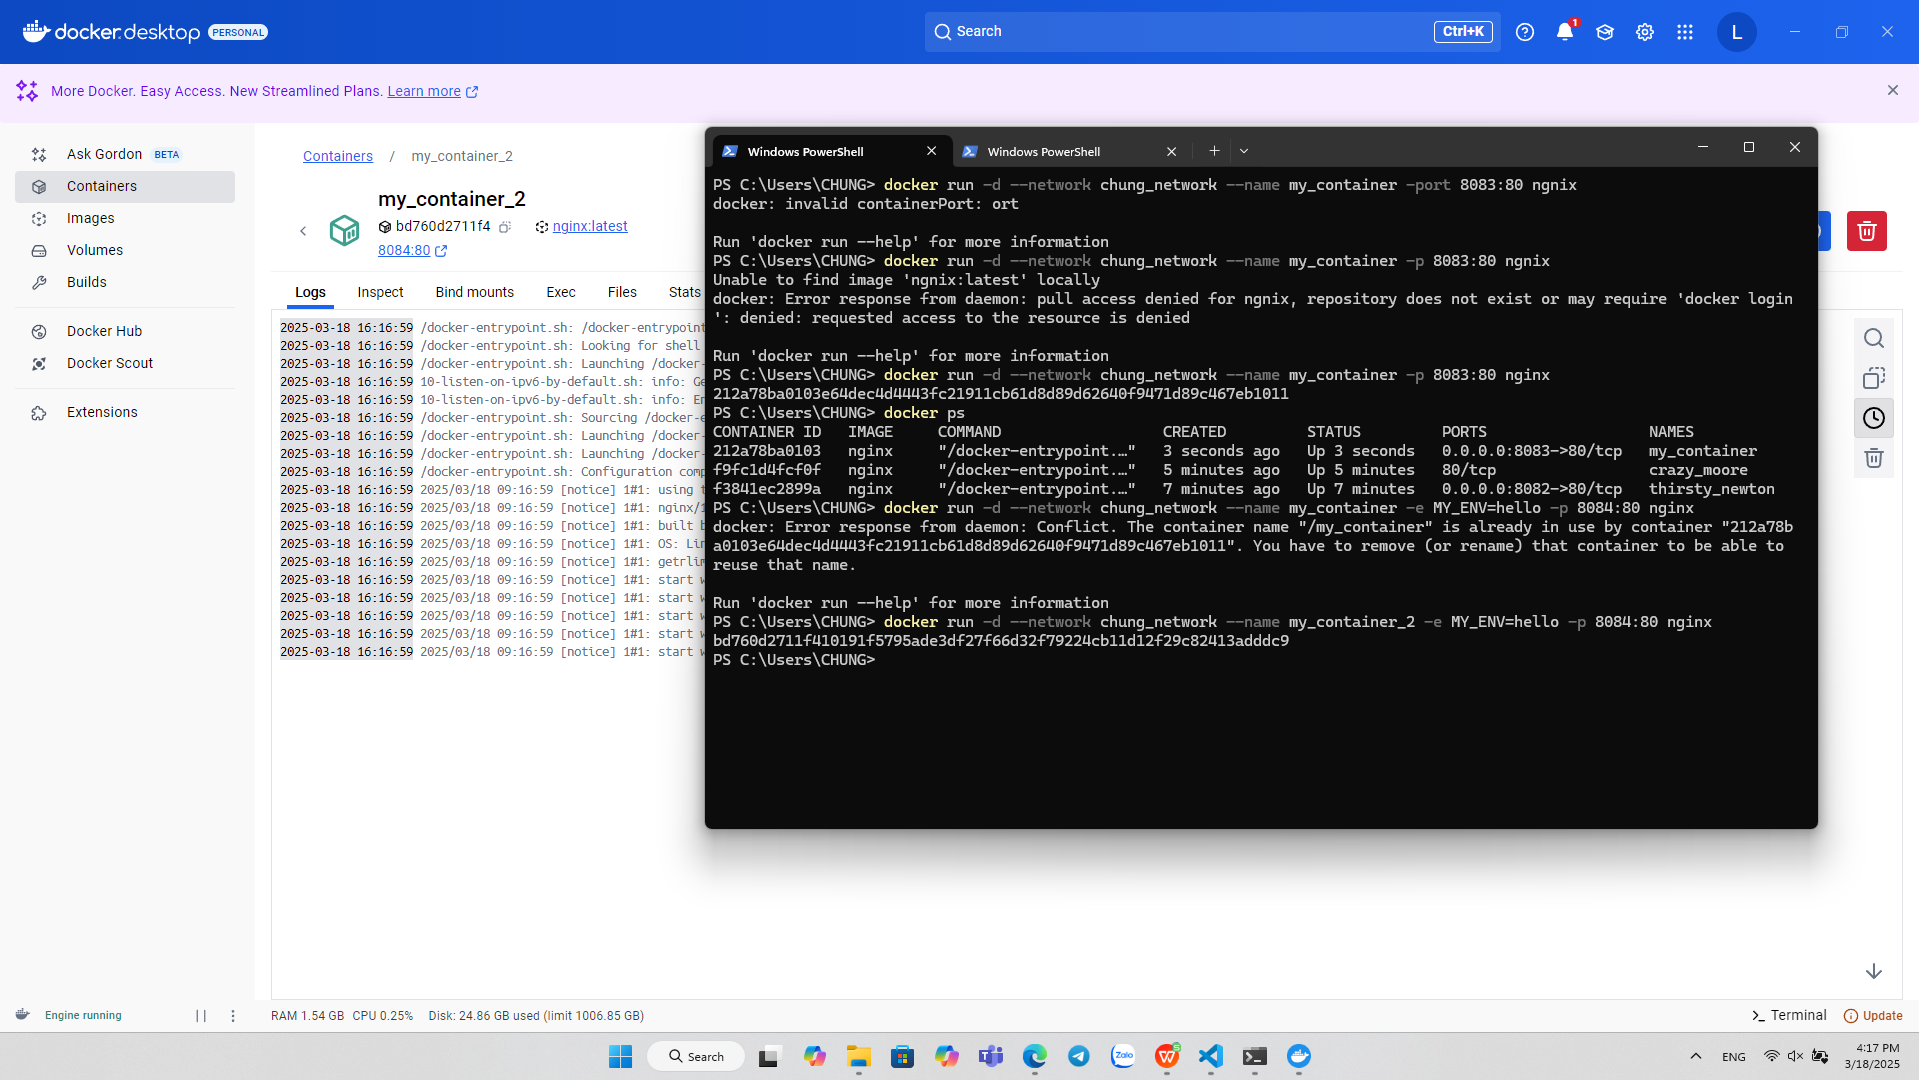 docker.desktop PERSONAL
Search
Ctrl+K
1
L
More Docker. Easy Access. New Streamlined Plans. Learn more
Ask Gordon BETA
Containers
Images
Volumes
Builds
Docker Hub
Docker Scout
Extensions
Containers / my_container_2
my_container_2
bd760d2711f4 nginx:latest
8084:80
Logs Inspect Bind mounts Exec Files Stats
2025-03-18 16:16:59 /docker-entrypoint.sh: /docker-entrypoint
2025-03-18 16:16:59 /docker-entrypoint.sh: Looking for shell
2025-03-18 16:16:59 /docker-entrypoint.sh: Launching /docker-
2025-03-18 16:16:59 10-listen-on-ipv6-by-default.sh: info: Ge
2025-03-18 16:16:59 10-listen-on-ipv6-by-default.sh: info: En
2025-03-18 16:16:59 /docker-entrypoint.sh: Sourcing /docker-e
2025-03-18 16:16:59 /docker-entrypoint.sh: Launching /docker-
2025-03-18 16:16:59 /docker-entrypoint.sh: Launching /docker-
2025-03-18 16:16:59 /docker-entrypoint.sh: Configuration comp
2025-03-18 16:16:59 2025/03/18 09:16:59 [notice] 1#1: using t
2025-03-18 16:16:59 2025/03/18 09:16:59 [notice] 1#1: nginx/1
2025-03-18 16:16:59 2025/03/18 09:16:59 [notice] 1#1: built b
2025-03-18 16:16:59 2025/03/18 09:16:59 [notice] 1#1: OS: Lin
2025-03-18 16:16:59 2025/03/18 09:16:59 [notice] 1#1: getrlim
2025-03-18 16:16:59 2025/03/18 09:16:59 [notice] 1#1: start w
2025-03-18 16:16:59 2025/03/18 09:16:59 [notice] 1#1: start w
2025-03-18 16:16:59 2025/03/18 09:16:59 [notice] 1#1: start w
2025-03-18 16:16:59 2025/03/18 09:16:59 [notice] 1#1: start w
2025-03-18 16:16:59 2025/03/18 09:16:59 [notice] 1#1: start w
Windows PowerShell Windows PowerShell
PS C:\Users\CHUNG> docker run -d --network chung_network --name my_container -port 8083:80 ngnix
docker: invalid containerPort: ort
Run 'docker run --help' for more information
PS C:\Users\CHUNG> docker run -d --network chung_network --name my_container -p 8083:80 ngnix
Unable to find image 'ngnix:latest' locally
docker: Error response from daemon: pull access denied for ngnix, repository does not exist or may require 'docker login
': denied: requested access to the resource is denied
Run 'docker run --help' for more information
PS C:\Users\CHUNG> docker run -d --network chung_network --name my_container -p 8083:80 nginx
212a78ba0103e64dec4d4443fc21911cb61d8d89d62640f9471d89c467eb1011
PS C:\Users\CHUNG> docker ps
CONTAINER ID IMAGE COMMAND CREATED STATUS PORTS NAMES
212a78ba0103 nginx "/docker-entrypoint.…" 3 seconds ago Up 3 seconds 0.0.0.0:8083->80/tcp my_container
f9fc1d4fcf0f nginx "/docker-entrypoint.…" 5 minutes ago Up 5 minutes 80/tcp crazy_moore
f3841ec2899a nginx "/docker-entrypoint.…" 7 minutes ago Up 7 minutes 0.0.0.0:8082->80/tcp thirsty_newton
PS C:\Users\CHUNG> docker run -d --network chung_network --name my_container -e MY_ENV=hello -p 8084:80 nginx
docker: Error response from daemon: Conflict. The container name "/my_container" is already in use by container "212a78b
a0103e64dec4d4443fc21911cb61d8d89d62640f9471d89c467eb1011". You have to remove (or rename) that container to be able to
reuse that name.
Run 'docker run --help' for more information
PS C:\Users\CHUNG> docker run -d --network chung_network --name my_container_2 -e MY_ENV=hello -p 8084:80 nginx
bd760d2711f410191f5795ade3df27f66d32f79224cb11d12f29c82413adddc9
PS C:\Users\CHUNG>
Engine running
RAM 1.54 GB CPU 0.25% Disk: 24.86 GB used (limit 1006.85 GB)
Terminal Update
Search
Zalo
ENG
4:17 PM
3/18/2025